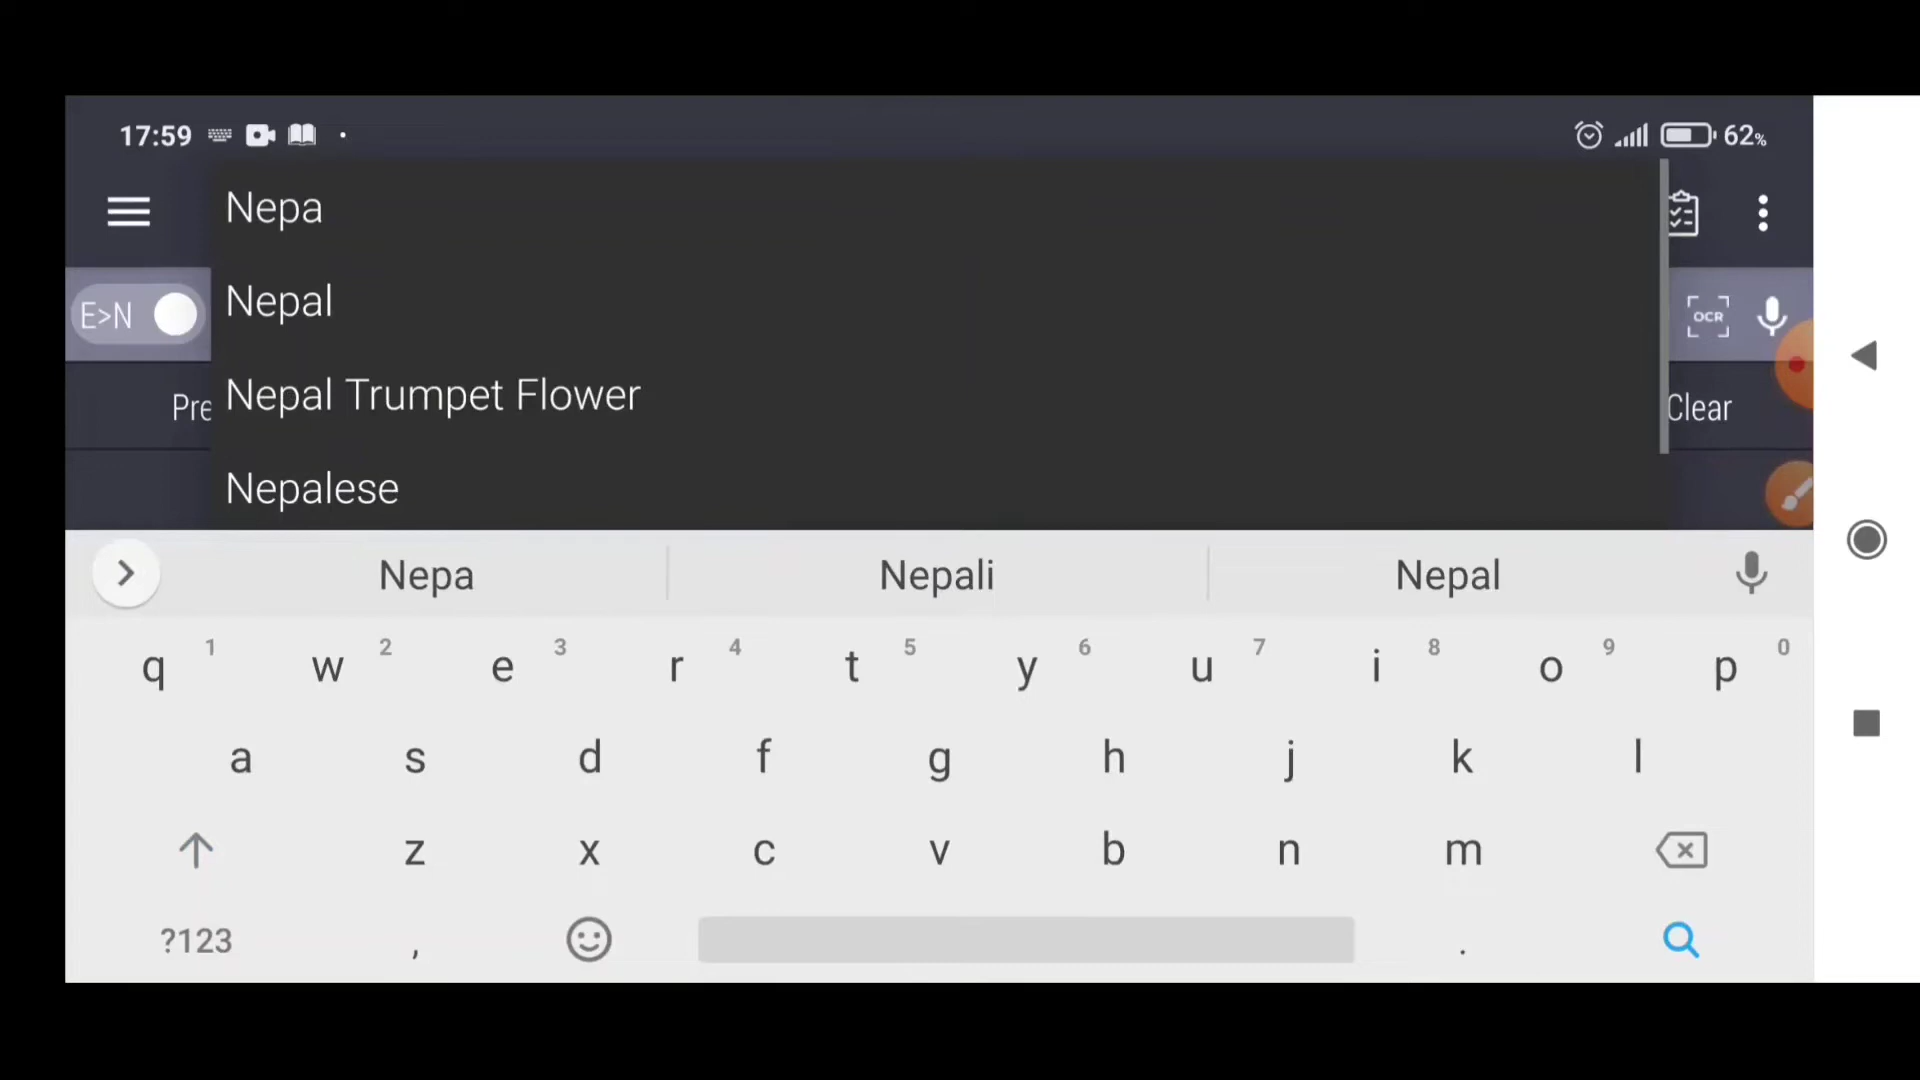 17:59 62%
Nepa
Nepal
E>N OCR
Nepal Trumpet Flower
Pre Clear
Nepalese
Nepa Nepali Nepal
q 1 w 2 e 3 r 4 t 5 y 6 u 7 i 8 o 9 p 0
a s d f g h j k l
z x c v b n m
?123 , .